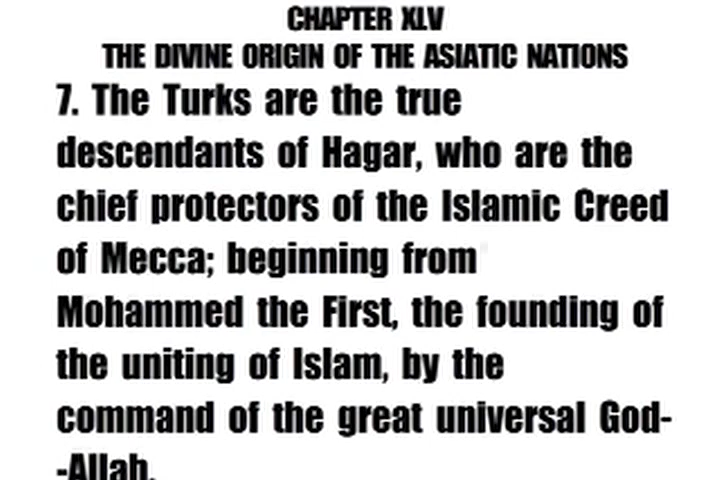 CHAPTER XLV
THE DIVINE ORIGIN OF THE ASIATIC NATIONS
7. The Turks are the true
descendants of Hagar, who are the
chief protectors of the Islamic Creed
of Mecca; beginning from
Mohammed the First, the founding of
the uniting of Islam, by the
command of the great universal God-
-Allah.